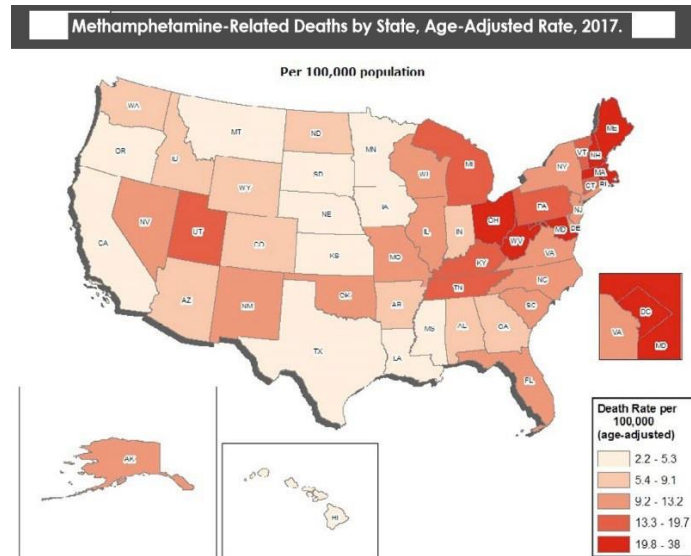 Methamphetamine-Related Deaths by State, Age-Adjusted Rate, 2017.
Per 100,000 population
WA
MT
ND
MN
ME
OR
ID
SD
WI
MI
VT
NH
NY
MA
CT
WY
IA
PA
NJ
NE
NV
UT
IL
IN
OH
MD
DE
CO
WV
VA
CA
KS
MO
KY
NC
TN
AZ
NM
OK
AR
SC
MS
AL
GA
TX
LA
FL
DC
VA
MD
AK
HI
Death Rate per
100,000
(age-adjusted)
2.2 - 5.3
5.4 - 9.1
9.2 - 13.2
13.3 - 19.7
19.8 - 38